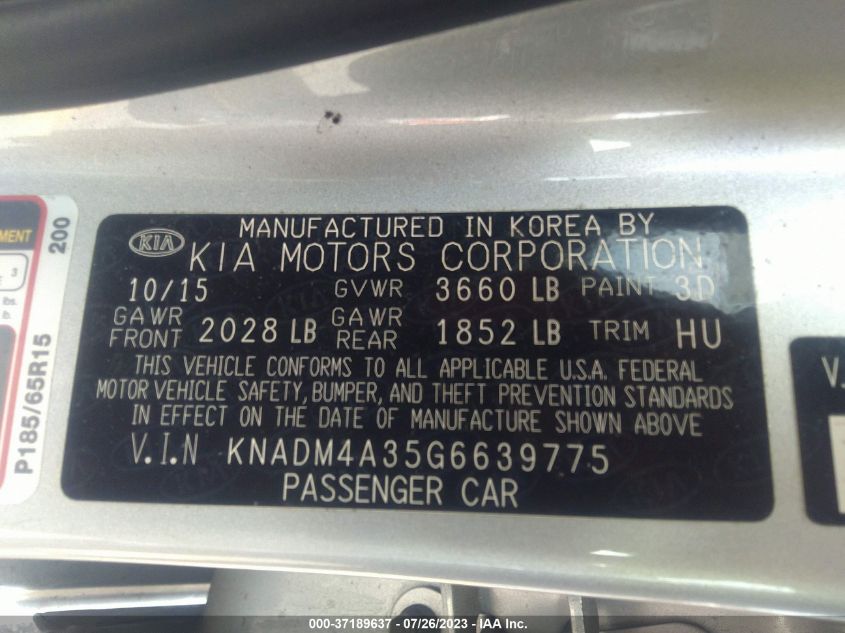 MANUFACTURED IN KOREA BY
KIA KIA MOTORS CORPORATION
10/15 GVWR 3660 LB PAINT 3D
GAWR FRONT 2028 LB GAWR REAR 1852 LB TRIM HU
THIS VEHICLE CONFORMS TO ALL APPLICABLE U.S.A. FEDERAL
MOTOR VEHICLE SAFETY, BUMPER, AND THEFT PREVENTION STANDARDS
IN EFFECT ON THE DATE OF MANUFACTURE SHOWN ABOVE
V.I.N KNADM4A35G6639775
PASSENGER CAR
200
3
lbs.
P185/65R15
V.
000-37189637 - 07/26/2023 - © IAA Inc.